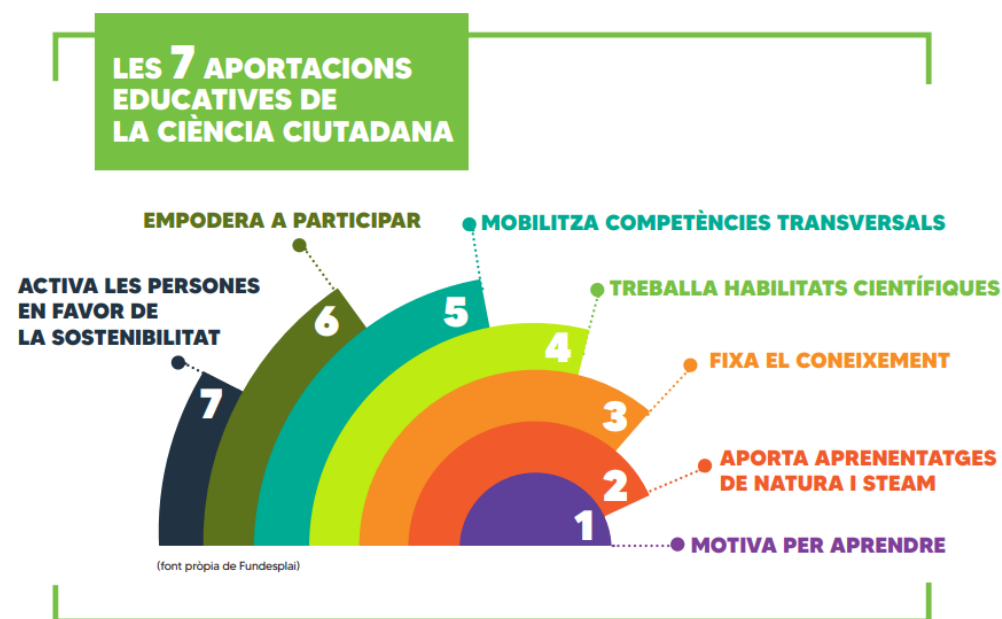 LES 7 APORTACIONS
EDUCATIVES DE
LA CIÈNCIA CIUTADANA
EMPODERA A PARTICIPAR
MOBILITZA COMPETÈNCIES TRANSVERSALS
ACTIVA LES PERSONES
EN FAVOR DE
LA SOSTENIBILITAT
TREBALLA HABILITATS CIENTÍFIQUES
FIXA EL CONEIXEMENT
APORTA APRENENTATGES
DE NATURA I STEAM
MOTIVA PER APRENDRE
7
6
5
4
3
2
1
(font pròpia de Fundesplai)